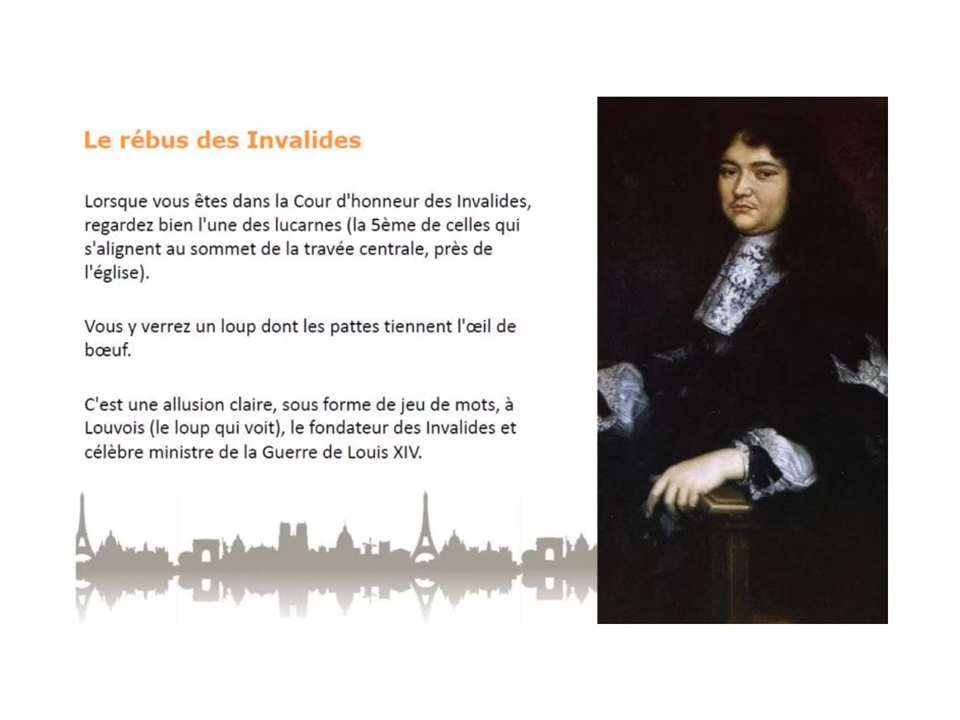 Le rébus des Invalides
Lorsque vous êtes dans la Cour d'honneur des Invalides,
regardez bien l'une des lucarnes (la 5ème de celles qui
s'alignent au sommet de la travée centrale, près de
l'église).
Vous y verrez un loup dont les pattes tiennent l'œil de
bœuf.
C'est une allusion claire, sous forme de jeu de mots, à
Louvois (le loup qui voit), le fondateur des Invalides et
célèbre ministre de la Guerre de Louis XIV.